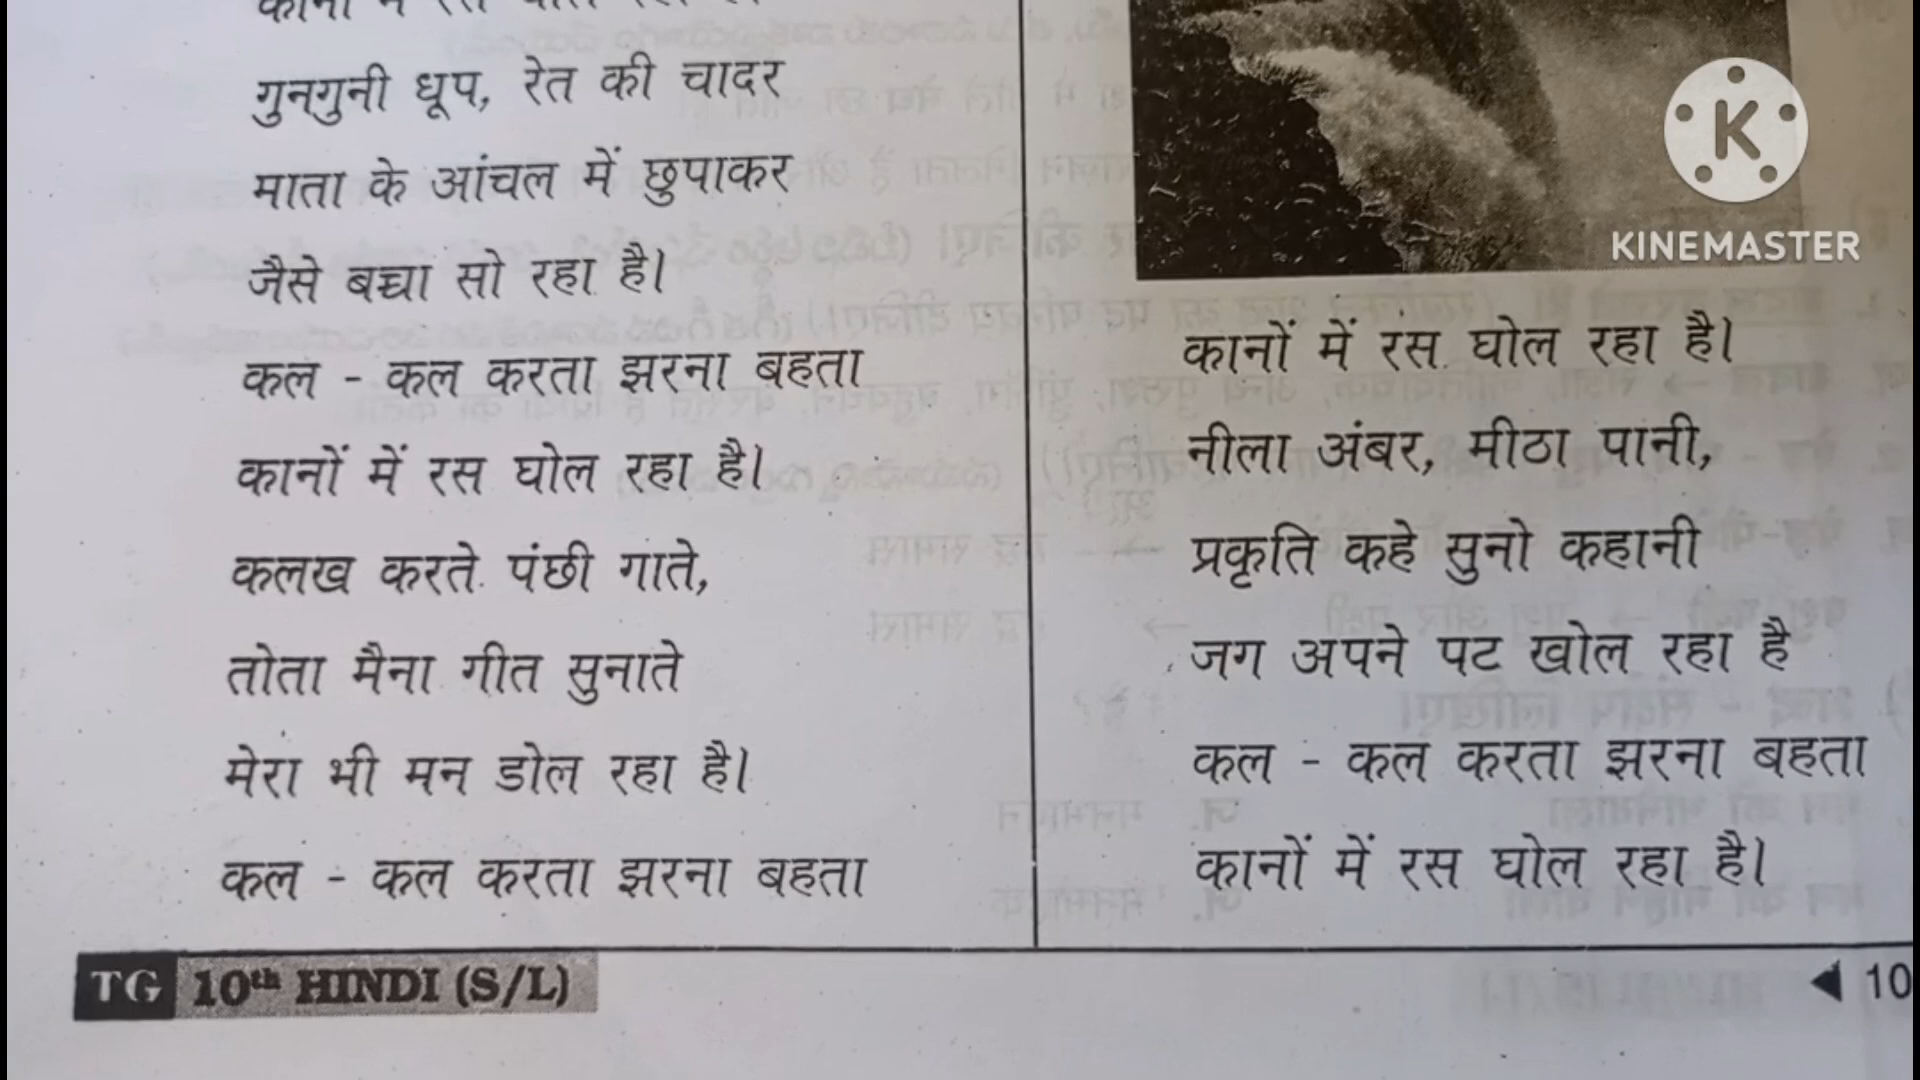 गुनगुनी धूप, रेत की चादर
माता के आंचल में छुपाकर
जैसे बच्चा सो रहा है।
कल - कल करता झरना बहता
कानों में रस घोल रहा है।
कलख करते पंछी गाते,
तोता मैना गीत सुनाते
मेरा भी मन डोल रहा है।
कल - कल करता झरना बहता
KINEMASTER
कानों में रस घोल रहा है।
नीला अंबर, मीठा पानी,
प्रकृति कहे सुनो कहानी
जग अपने पट खोल रहा है
कल - कल करता झरना बहता
कानों में रस घोल रहा है।
TG 10th HINDI (S/L)
10